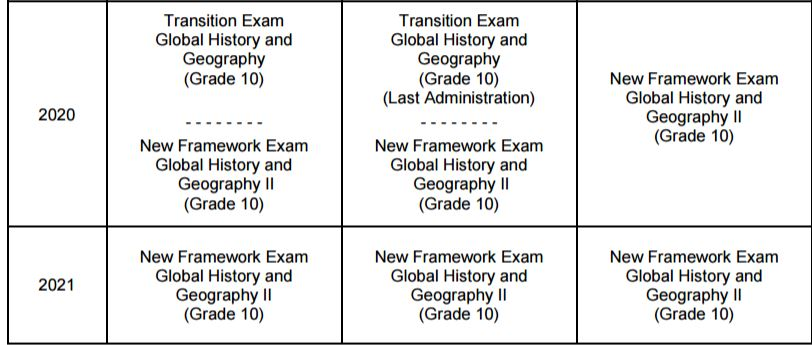 2020
Transition Exam
Global History and
Geography
(Grade 10)
--------
New Framework Exam
Global History and
Geography II
(Grade 10)
Transition Exam
Global History and
Geography
(Grade 10)
(Last Administration)
--------
New Framework Exam
Global History and
Geography II
(Grade 10)
New Framework Exam
Global History and
Geography II
(Grade 10)
2021
New Framework Exam
Global History and
Geography II
(Grade 10)
New Framework Exam
Global History and
Geography II
(Grade 10)
New Framework Exam
Global History and
Geography II
(Grade 10)